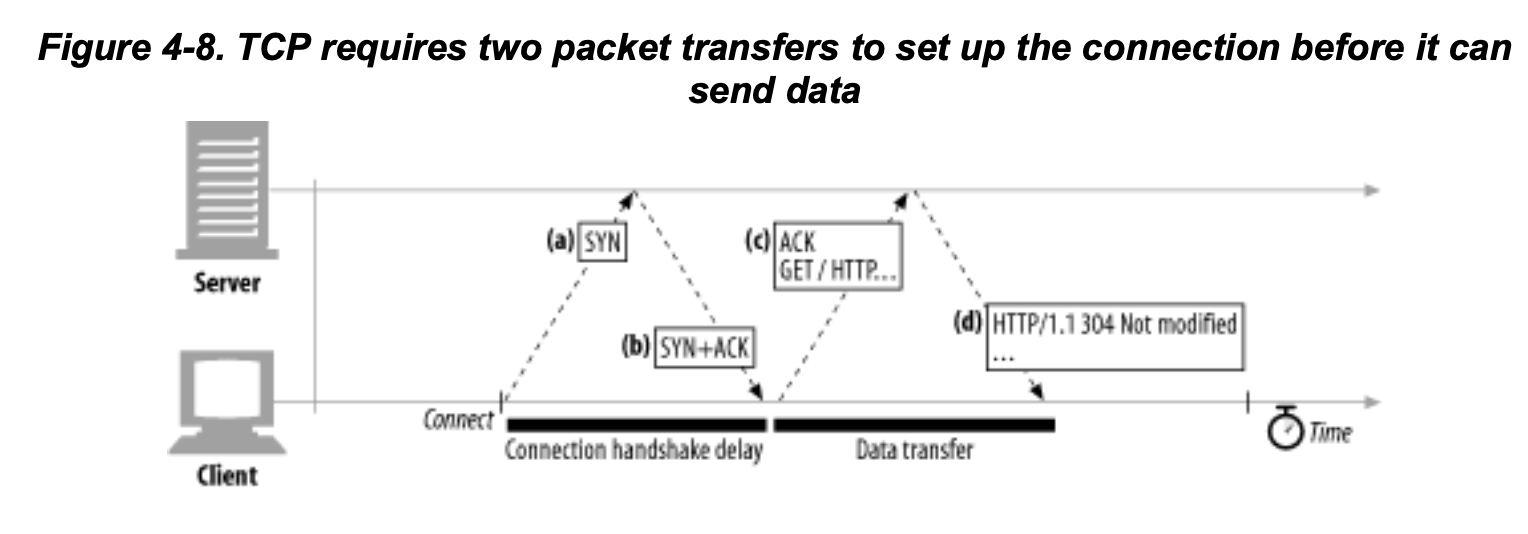 Figure 4-8. TCP requires two packet transfers to set up the connection before it can
send data
Server
(a) SYN
(b) SYN+ACK
(c) ACK
GET / HTTP...
(d) HTTP/1.1 304 Not modified
...
Client
Connect
Connection handshake delay
Data transfer
Time